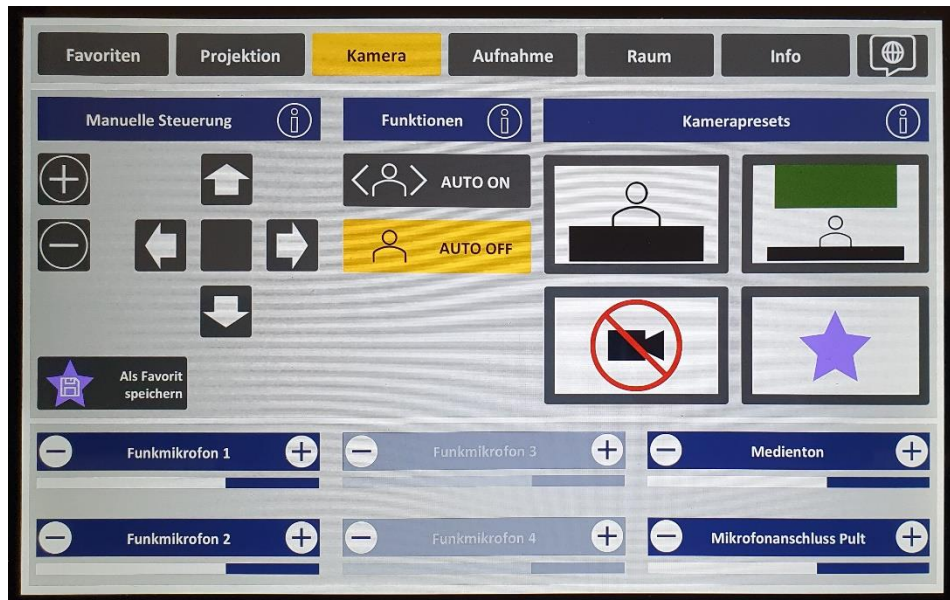 Favoriten
Projektion
Kamera
Aufnahme
Raum
Info
Manuelle Steuerung
Funktionen
Kamerapresets
AUTO ON
AUTO OFF
Als Favorit
speichern
Funkmikrofon 1
Funkmikrofon 3
Medienton
Funkmikrofon 2
Funkmikrofon 4
Mikrofonanschluss Pult